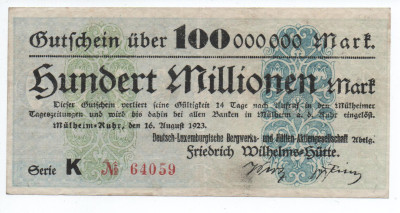 Gutschein über 100 000 000 Mark.
Hundert Millionen Mark
Dieser Gutschein verliert seine Gültigkeit 14 Tage nach Aufruf in den Mülheimer
Tageszeitungen und wird bis dahin bei allen Banken in Mülheim a. d. Ruhr eingelöst.
Mülheim-Ruhr, den 16. August 1923.
Deutsch-Luxemburgische Bergwerks- und Hütten-Aktiengesellschaft Abtlg.
Friedrich Wilhelms-Hütte.
Serie K № 64059